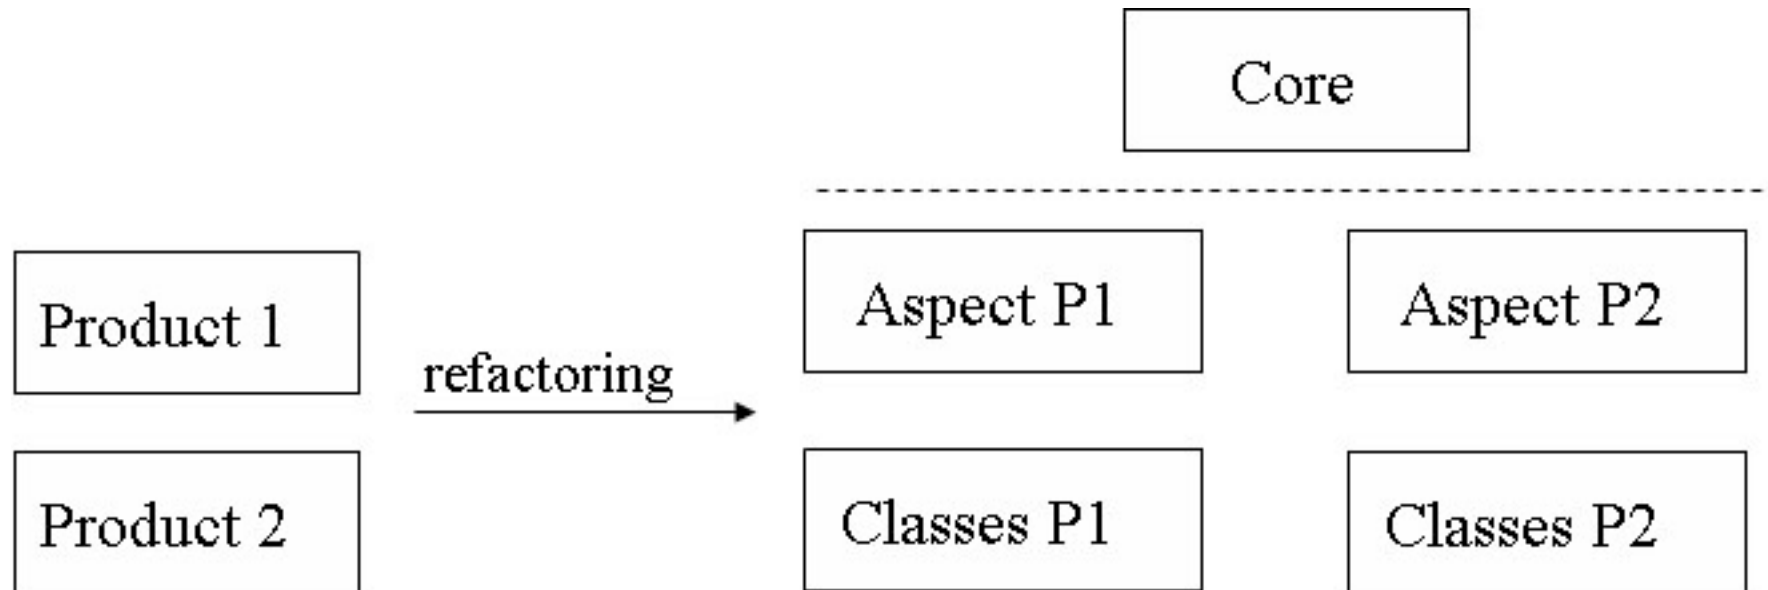 Core
Product 1
refactoring
Product 2
Aspect P1
Aspect P2
Classes P1
Classes P2